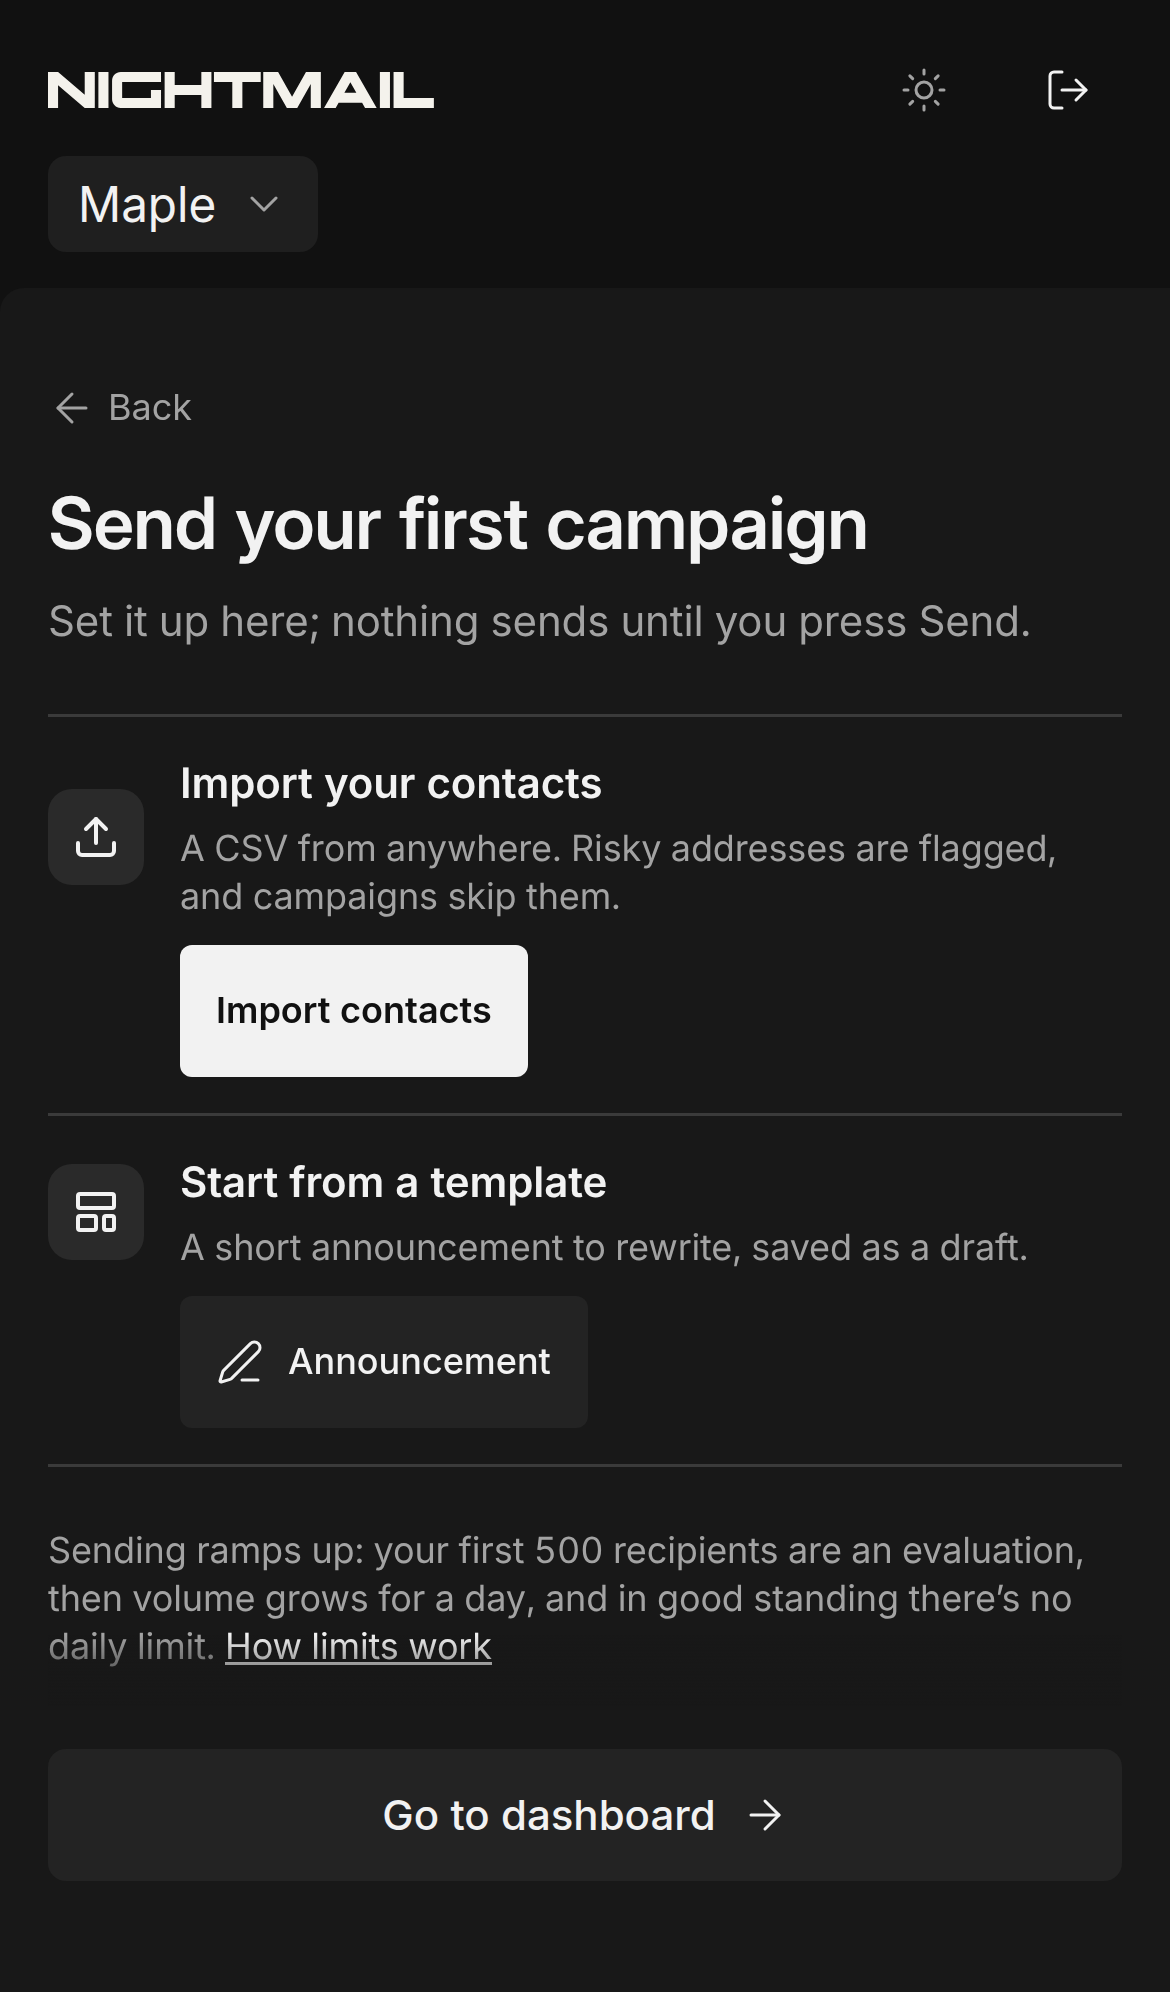 NIGHTMAIL
Maple
Back
Send your first campaign
Set it up here; nothing sends until you press Send.
Import your contacts
A CSV from anywhere. Risky addresses are flagged,
and campaigns skip them.
Import contacts
Start from a template
A short announcement to rewrite, saved as a draft.
Announcement
Sending ramps up: your first 500 recipients are an evaluation,
then volume grows for a day, and in good standing there’s no
daily limit. How limits work
Go to dashboard